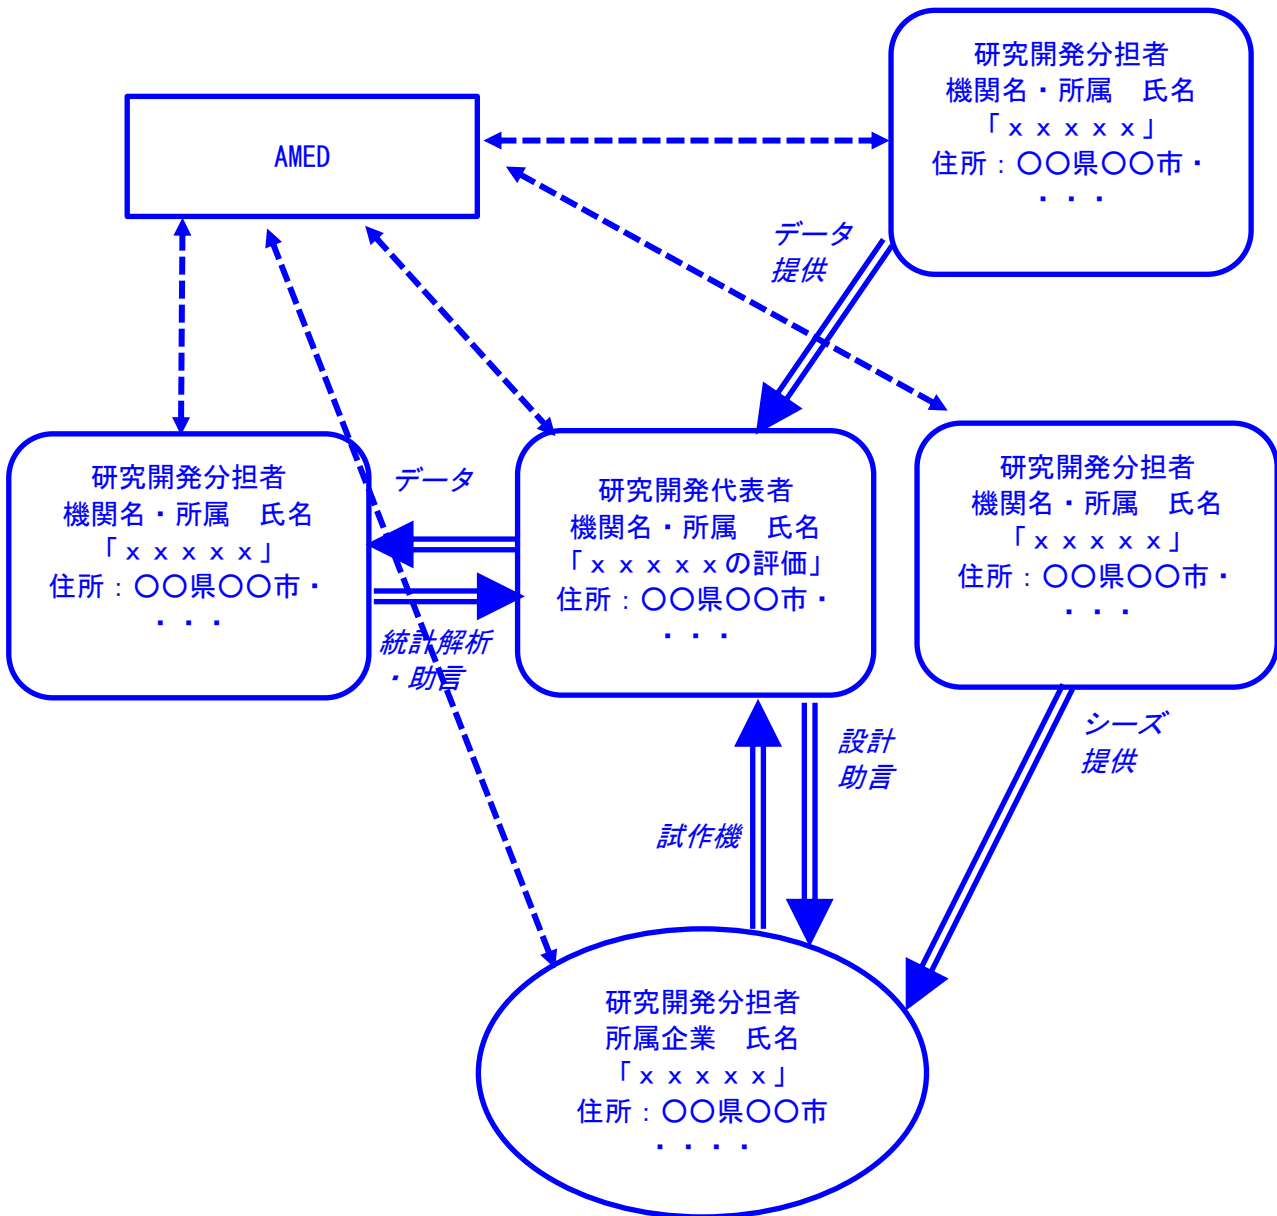 研究開発分担者
機関名・所属　氏名
「ｘｘｘｘｘ」
住所：〇〇県〇〇市・
・・・
AMED
データ
提供
研究開発分担者
機関名・所属　氏名
「ｘｘｘｘｘ」
住所：〇〇県〇〇市・
・・・
データ
統計解析
・助言
研究開発代表者
機関名・所属　氏名
「ｘｘｘｘｘの評価」
住所：〇〇県〇〇市・
・・・
研究開発分担者
機関名・所属　氏名
「ｘｘｘｘｘ」
住所：〇〇県〇〇市・
・・・
設計
助言
シーズ
提供
試作機
研究開発分担者
所属企業　氏名
「ｘｘｘｘｘ」
住所：〇〇県〇〇市
・・・・